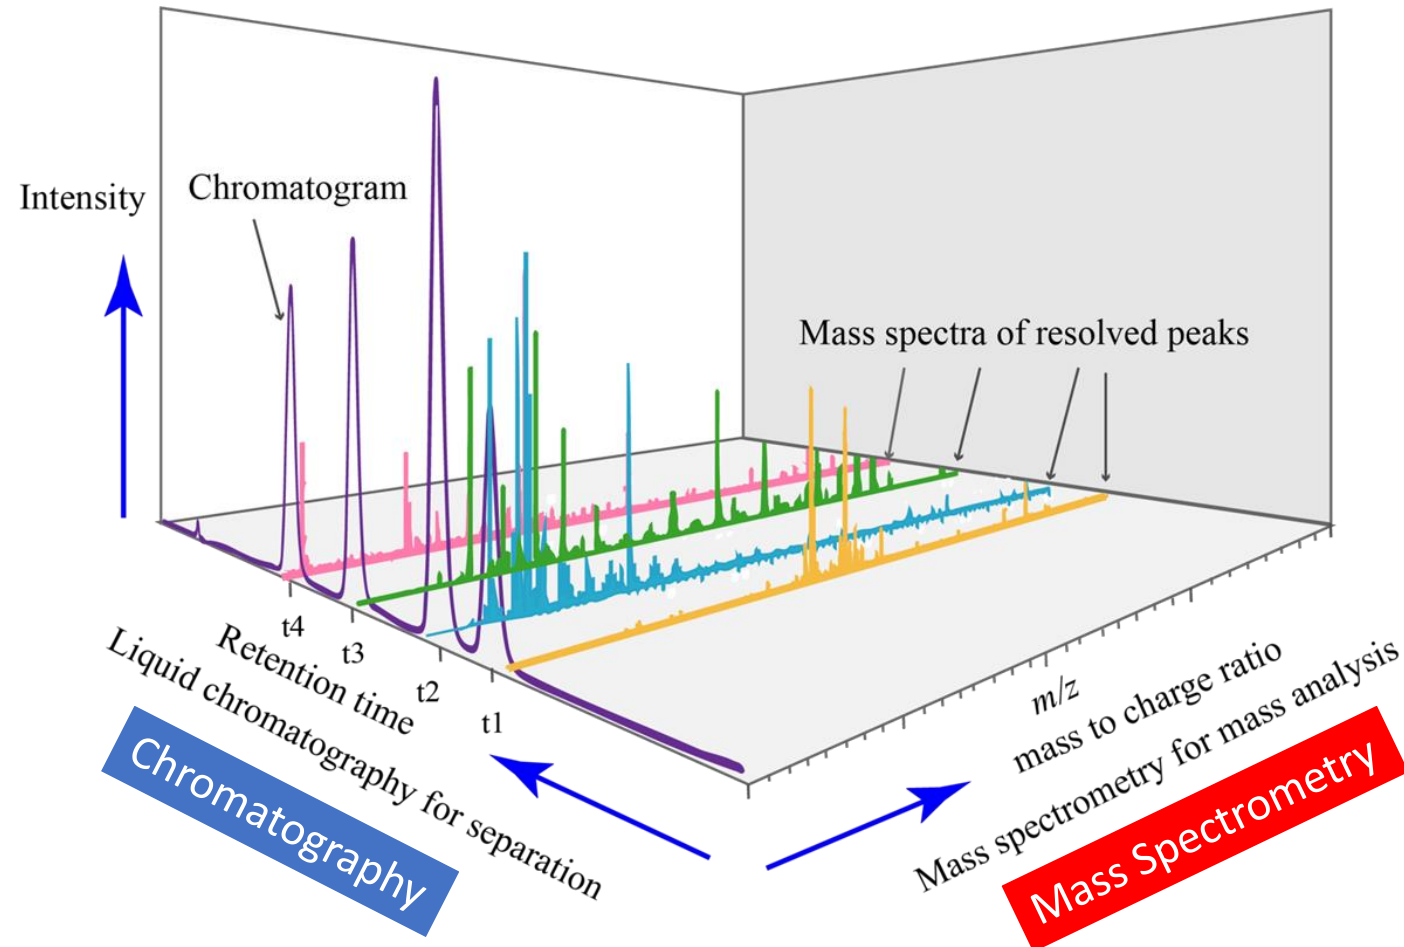 Intensity
Chromatogram
Mass spectra of resolved peaks
t4
t3
t2
t1
Retention time
Liquid chromatography for separation
Chromatography
m/z
mass to charge ratio
Mass spectrometry for mass analysis
Mass Spectrometry